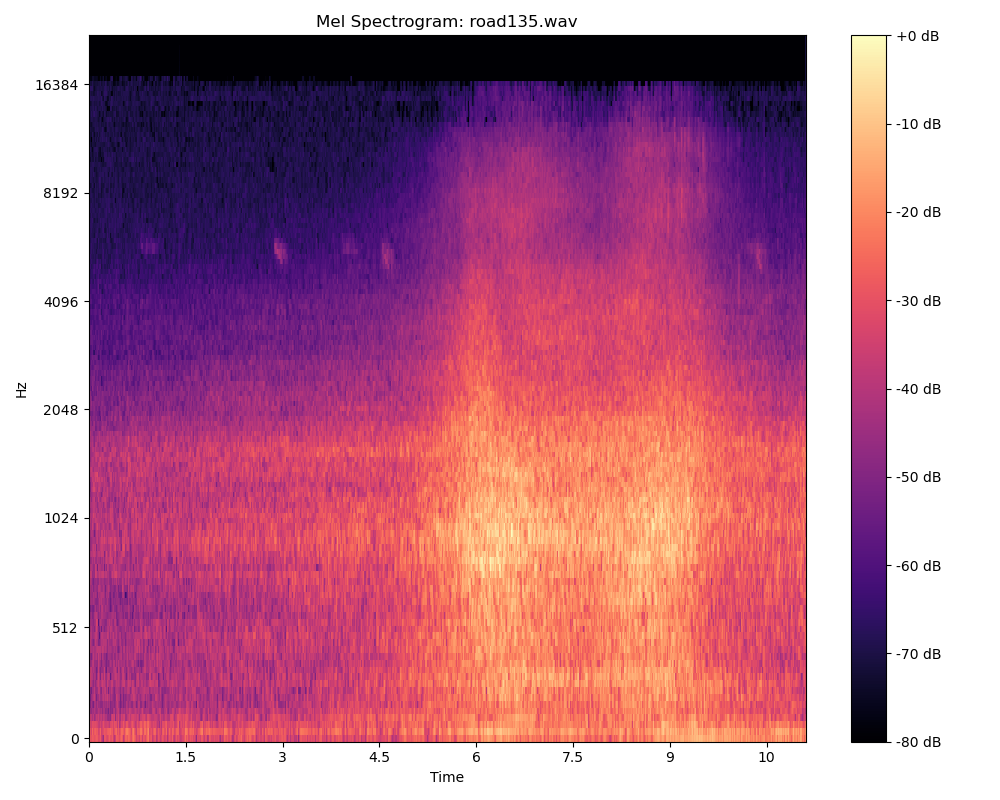 Mel Spectrogram: road135.wav
Hz
16384
8192
4096
2048
1024
512
0
0 1.5 3 4.5 6 7.5 9 10
Time
+0 dB
-10 dB
-20 dB
-30 dB
-40 dB
-50 dB
-60 dB
-70 dB
-80 dB